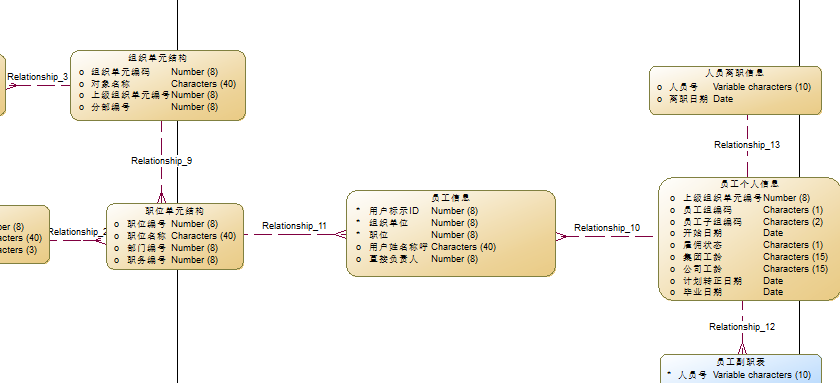 Relationship_3
组织单元结构
o 组织单元编码 Number (8)
o 对象名称 Characters (40)
o 上级组织单元编号 Number (8)
o 分部编号 Number (8)
Relationship_9
ber (8)
acters (40)
acters (3)
Relationship_2
职位单元结构
o 职位编号 Number (8)
o 职位名称 Characters (40)
o 部门编号 Number (8)
o 职务编号 Number (8)
Relationship_11
员工信息
* 用户标示ID Number (8)
* 组织单位 Number (8)
* 职位 Number (8)
o 用户姓名称呼 Characters (40)
o 直接负责人 Number (8)
Relationship_10
人员离职信息
o 人员号 Variable characters (10)
o 离职日期 Date
Relationship_13
员工个人信息
o 上级组织单元编号 Number (8)
o 员工组编码 Characters (1)
o 员工子组编码 Characters (2)
o 开始日期 Date
o 雇佣状态 Characters (1)
o 集团工龄 Characters (15)
o 公司工龄 Characters (15)
o 计划转正日期 Date
o 毕业日期 Date
Relationship_12
员工副职表
* 人员号 Variable characters (10)